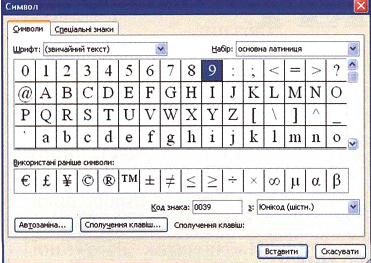 Символ
Символи Спеціальні знаки
Шрифт: (звичайний текст) Набір: основна латиниця
0 1 2 3 4 5 6 7 8 9 : ; < = > ?
@ A B C D E F G H I J K L M N O
P Q R S T U V W X Y Z [ \ ] ^ _
` a b c d e f g h i j k l m n o
Використані раніше символи:
€ £ ¥ © ® ™ ± ≠ ≤ ≥ ÷ × ∞ µ α β
Код знака: 0039 з: Юнікод (шістн.)
Автозаміна... Сполучення клавіш... Сполучення клавіш:
Вставити Скасувати